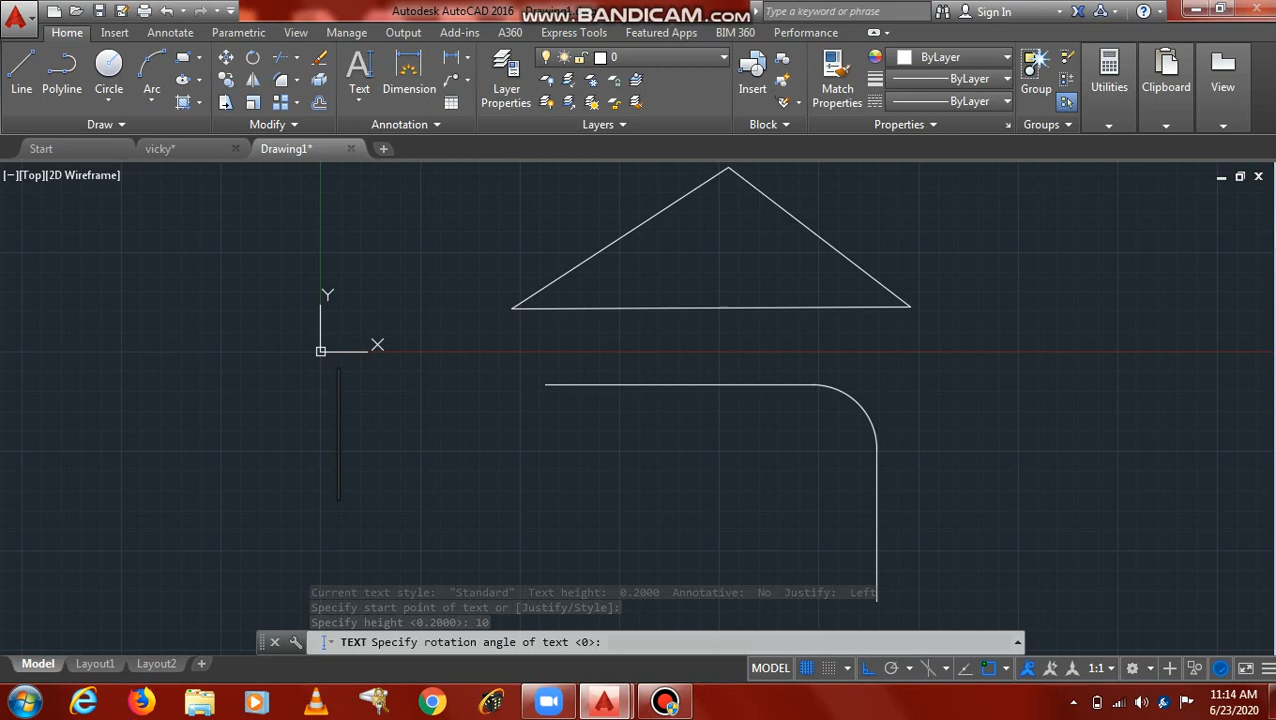 Autodesk AutoCAD 2016 Drawing1.
www.BANDICAM.com
Type a keyword or phrase
Sign In
Home Insert Annotate Parametric View Manage Output Add-ins A360 Express Tools Featured Apps BIM 360 Performance
Line Polyline Circle Arc
Text Dimension
Layer Properties
0
Insert
Match Properties
ByLayer
ByLayer
ByLayer
Group
Utilities Clipboard View
Draw Modify Annotation Layers Block Properties Groups
Start vicky* Drawing1*
[−][Top][2D Wireframe]
Y
X
Current text style: "Standard" Text height: 0.2000 Annotative: No Justify: Left
Specify start point of text or [Justify/Style]:
Specify height <0.2000>: 10
TEXT Specify rotation angle of text <0>:
Model Layout1 Layout2
MODEL 1:1
11:14 AM
6/23/2020